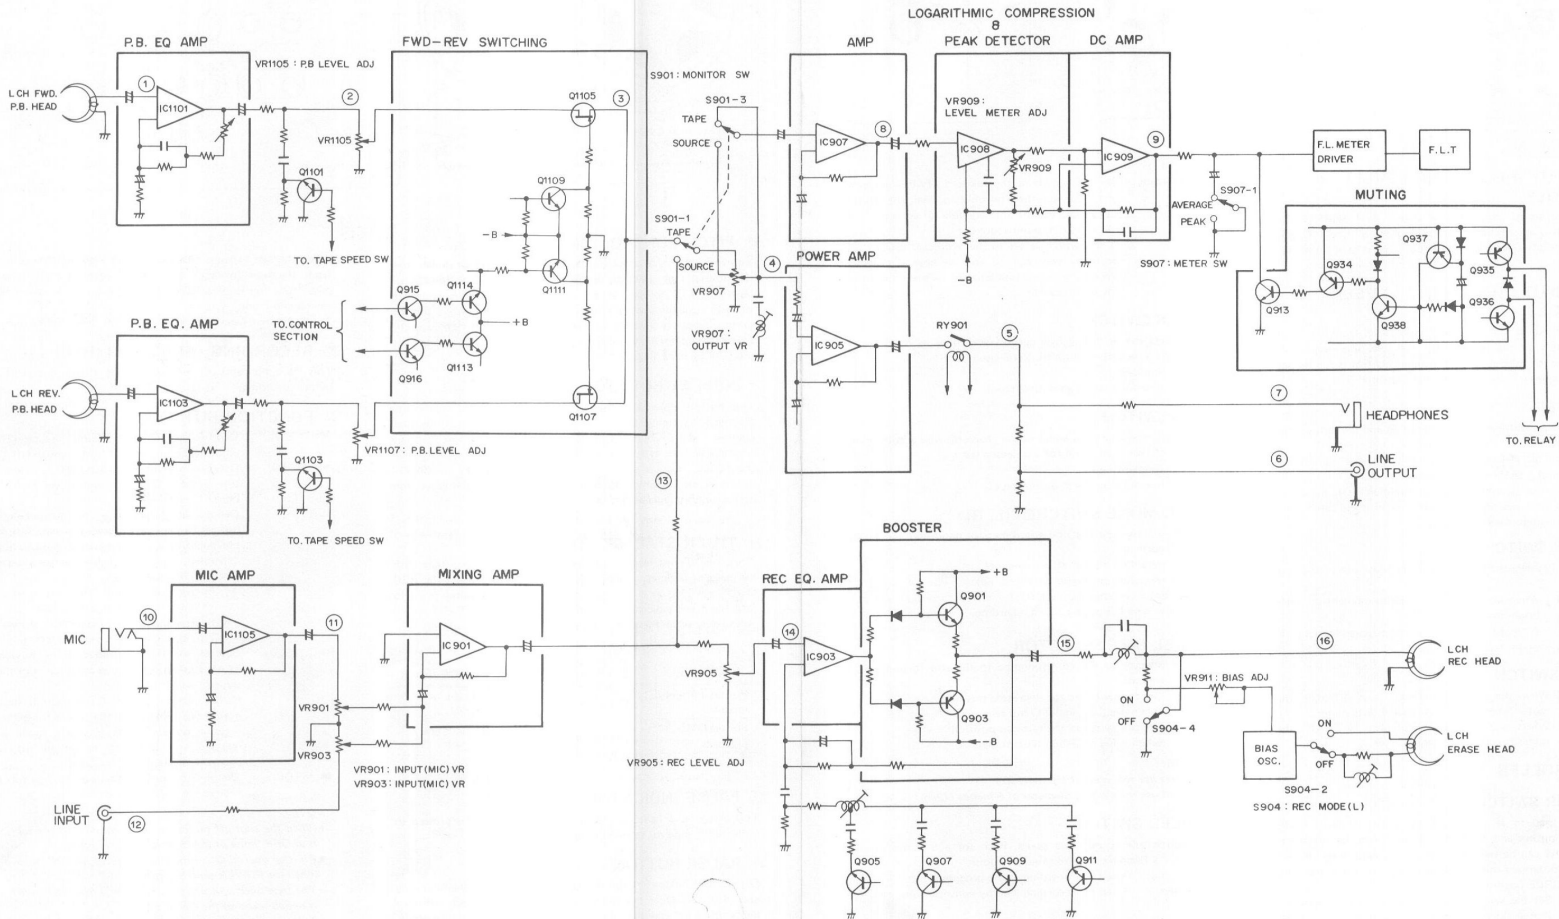 LOGARITHMIC COMPRESSION
&
P.B. EQ AMP
FWD-REV SWITCHING
AMP
PEAK DETECTOR
DC AMP
VR1105 : P.B LEVEL ADJ
S901 : MONITOR SW
L CH FWD.
P.B. HEAD
1
IC1101
2
VR1105
Q1105
3
S901-3
TAPE
SOURCE
IC907
8
VR909 :
LEVEL METER ADJ
IC908
VR909
IC909
9
F.L. METER
DRIVER
F.L.T
Q1101
TO. TAPE SPEED SW
Q1109
-B
Q1111
S901-1
TAPE
SOURCE
VR907
4
VR907 :
OUTPUT VR
-B
S907-1
AVERAGE
PEAK
S907 : METER SW
MUTING
Q937
Q934
Q935
Q936
Q913
Q938
TO. RELAY
Q915
Q1114
TO. CONTROL
SECTION
+B
Q916
Q1113
POWER AMP
IC905
RY901
5
P.B. EQ. AMP
L CH REV.
P.B. HEAD
IC1103
Q1107
VR1107 : P.B. LEVEL ADJ
Q1103
TO. TAPE SPEED SW
7
HEADPHONES
6
LINE
OUTPUT
13
BOOSTER
MIC AMP
MIXING AMP
REC EQ. AMP
+B
Q901
MIC
10
IC1105
11
IC901
VR905
14
IC903
15
16
L CH
REC HEAD
VR901
VR903
Q903
-B
VR911 : BIAS ADJ
ON
OFF
S904-4
VR901 : INPUT(MIC) VR
VR903 : INPUT(MIC) VR
VR905 : REC LEVEL ADJ
BIAS
OSC.
ON
OFF
L CH
ERASE HEAD
S904-2
S904 : REC MODE(L)
LINE
INPUT
12
Q905
Q907
Q909
Q911